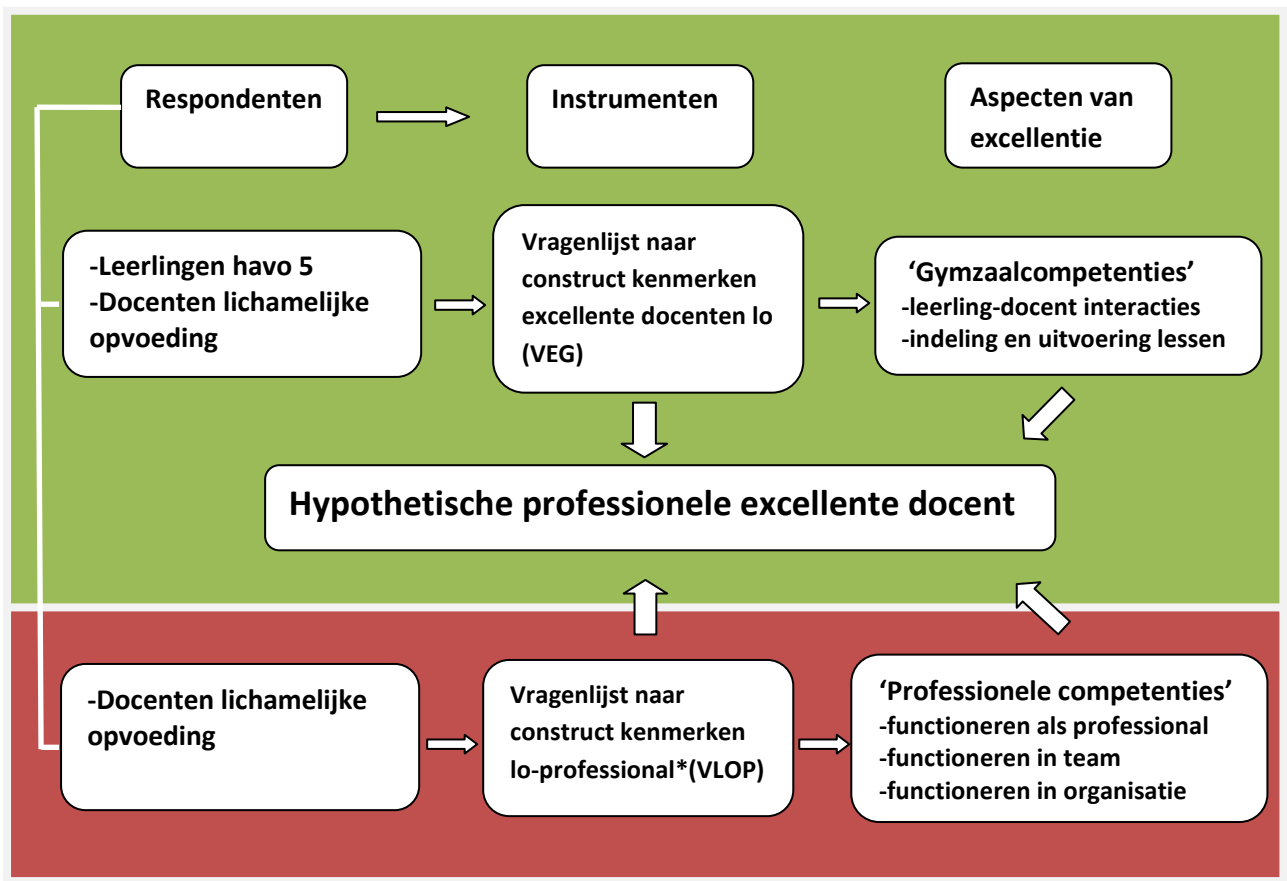 Respondenten
Instrumenten
Aspecten van
excellentie
-Leerlingen havo 5
-Docenten lichamelijke
opvoeding
Vragenlijst naar
construct kenmerken
excellente docenten lo
(VEG)
‘Gymzaalcompetenties’
-leerling-docent interacties
-indeling en uitvoering lessen
Hypothetische professionele excellente docent
-Docenten lichamelijke
opvoeding
Vragenlijst naar
construct kenmerken
lo-professional*(VLOP)
‘Professionele competenties’
-functioneren als professional
-functioneren in team
-functioneren in organisatie